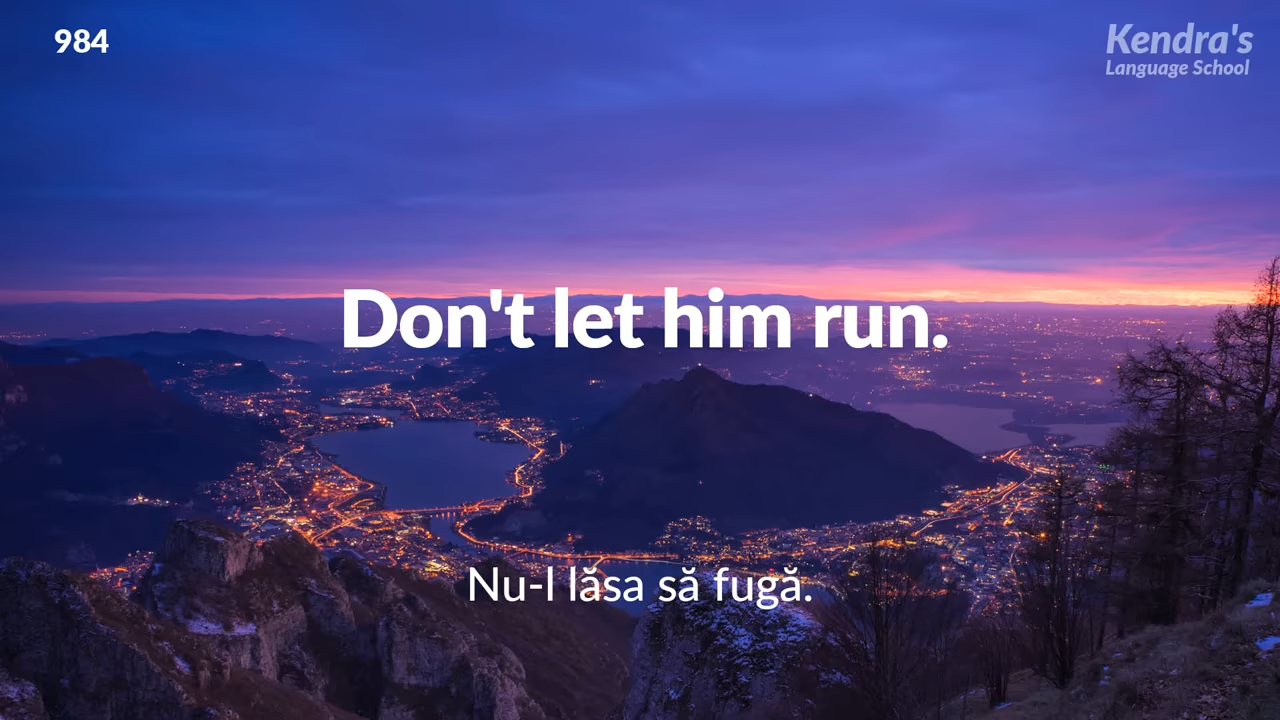 984
Kendra's
Language School
Don't let him run.
Nu-l lăsa să fugă.